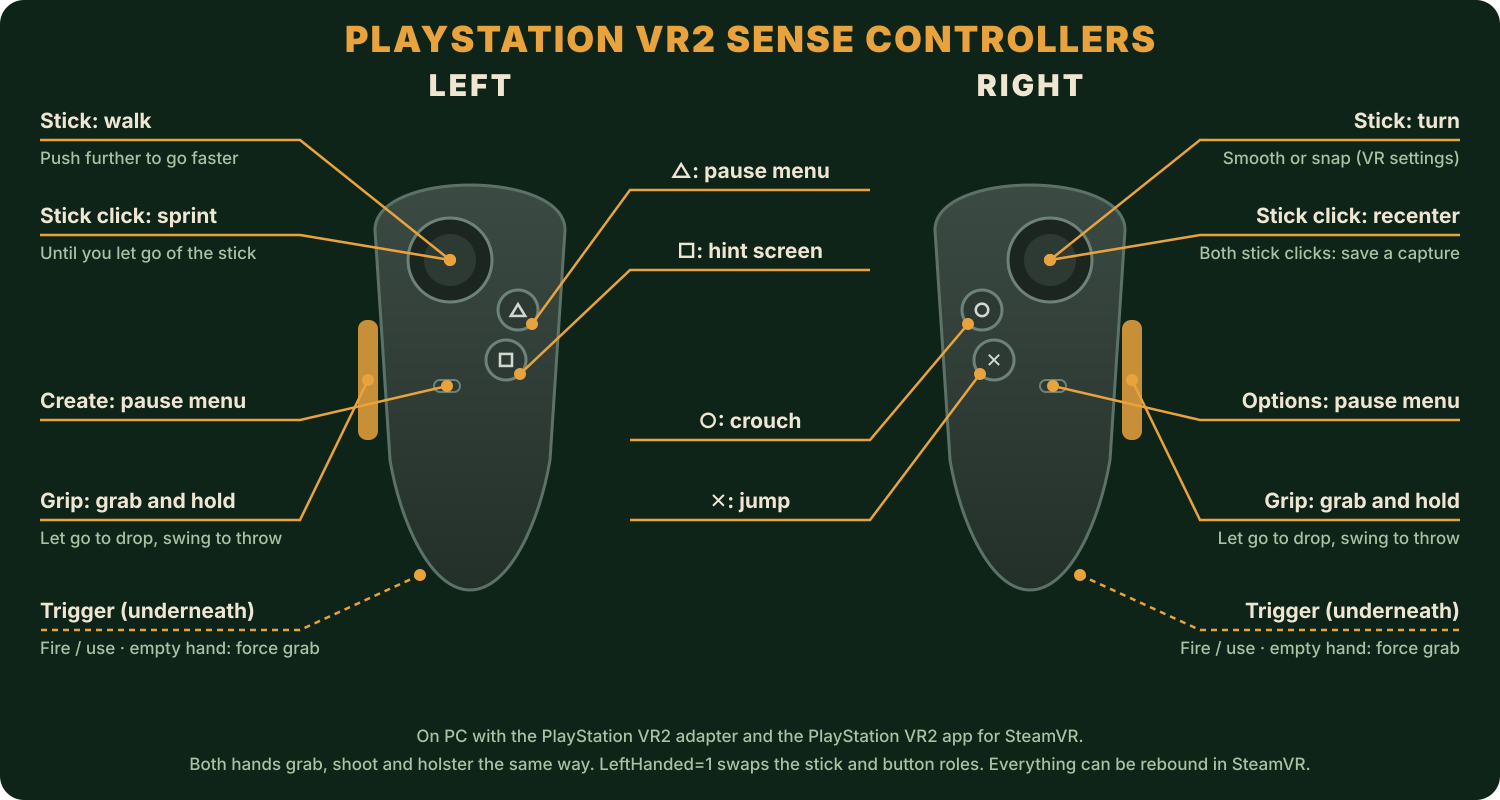 PLAYSTATION VR2 SENSE CONTROLLERS
LEFT
RIGHT
Stick: walk
Push further to go faster
Stick click: sprint
Until you let go of the stick
Create: pause menu
Grip: grab and hold
Let go to drop, swing to throw
Trigger (underneath)
Fire / use · empty hand: force grab
△: pause menu
□: hint screen
○: crouch
✕: jump
Stick: turn
Smooth or snap (VR settings)
Stick click: recenter
Both stick clicks: save a capture
Options: pause menu
Grip: grab and hold
Let go to drop, swing to throw
Trigger (underneath)
Fire / use · empty hand: force grab
On PC with the PlayStation VR2 adapter and the PlayStation VR2 app for SteamVR.
Both hands grab, shoot and holster the same way. LeftHanded=1 swaps the stick and button roles. Everything can be rebound in SteamVR.